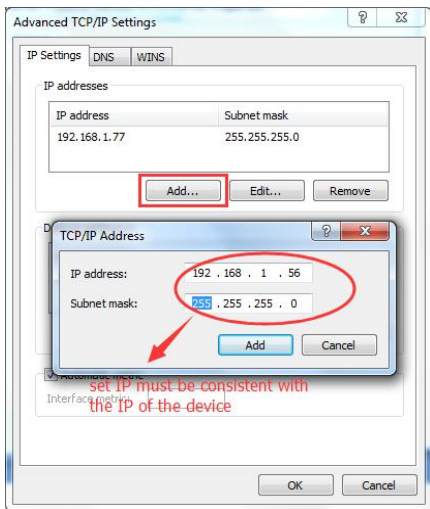 Advanced TCP/IP Settings
IP Settings DNS WINS
IP addresses
IP address Subnet mask
192.168.1.77 255.255.255.0
Add... Edit... Remove
D
TCP/IP Address
IP address: 192 . 168 . 1 . 56
Subnet mask: 255 . 255 . 255 . 0
Add Cancel
Automatic metric
set IP must be consistent with
Interface metric:
the IP of the device
OK Cancel